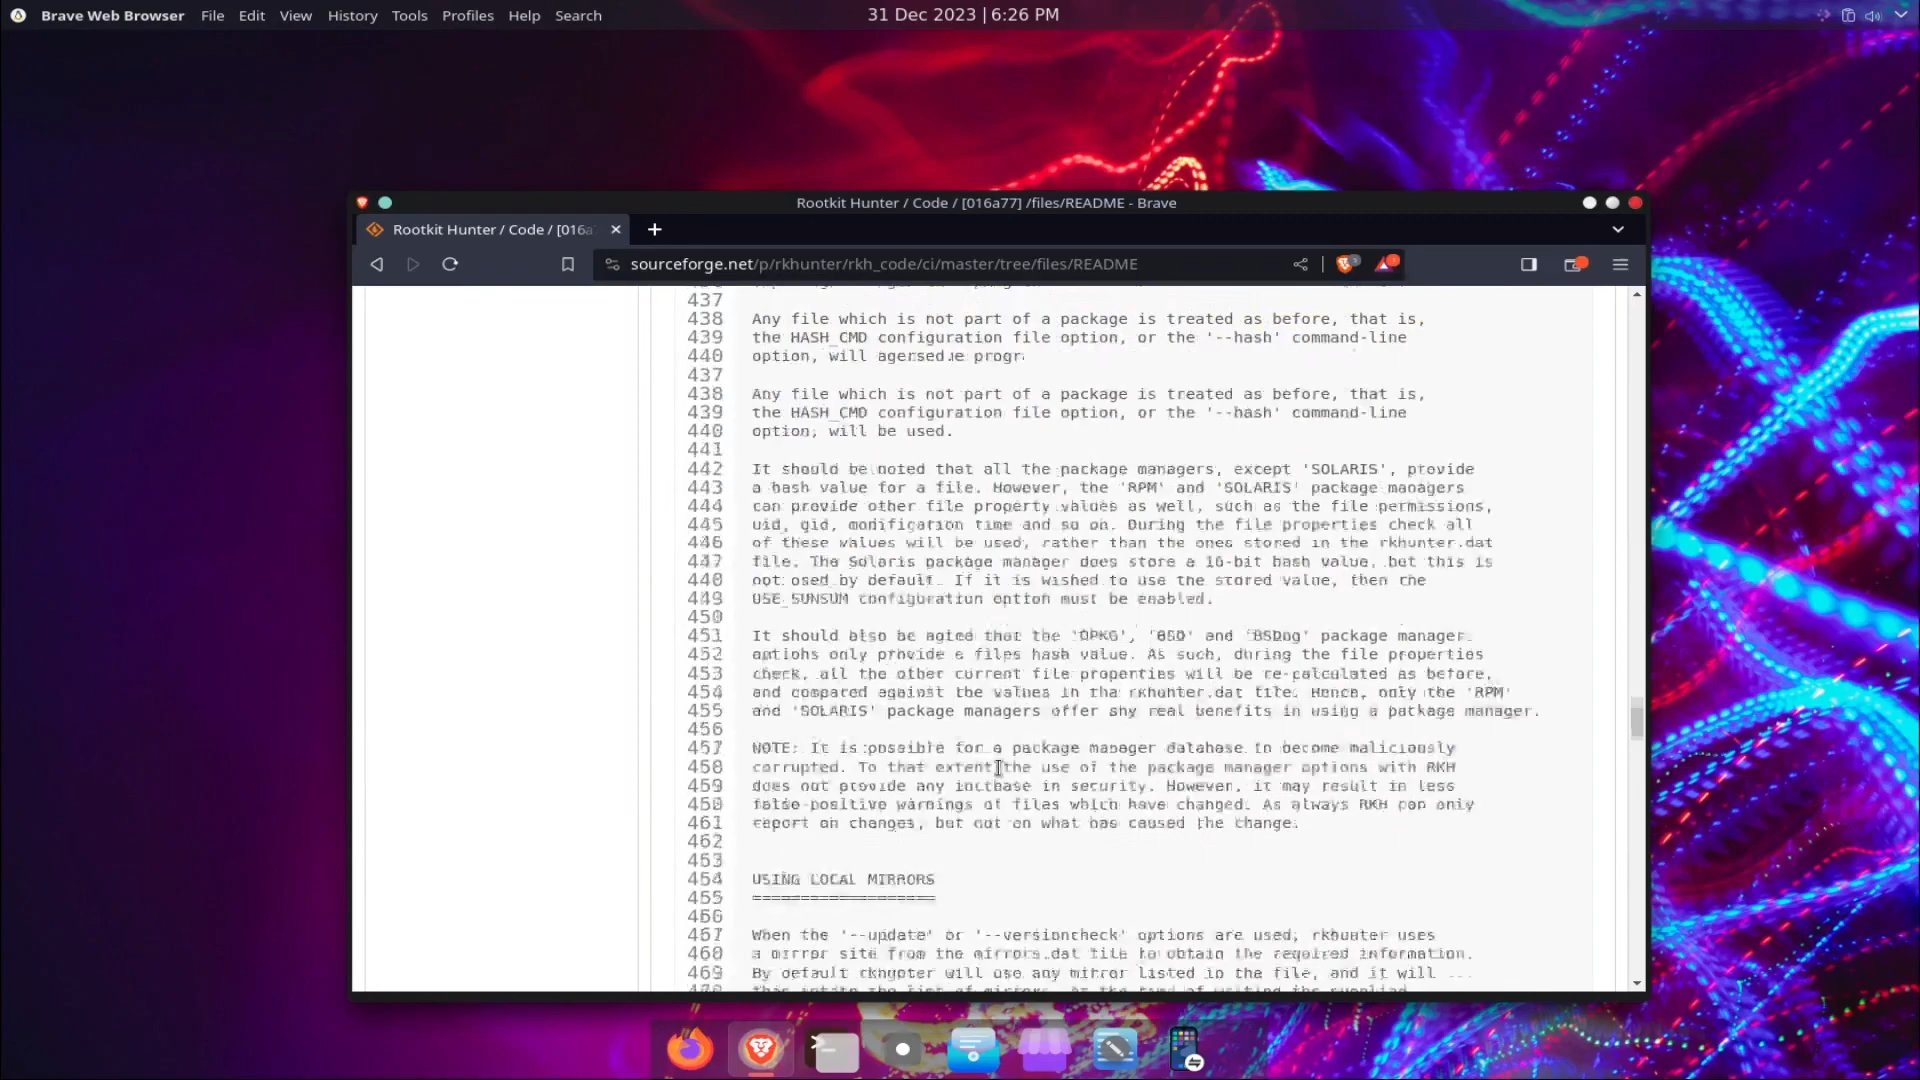 Brave Web Browser File Edit View History Tools Profiles Help Search 31 Dec 2023 | 6:26 PM
Rootkit Hunter / Code / [016a77] /files/README - Brave
Rootkit Hunter / Code / [016a
sourceforge.net/p/rkhunter/rkh_code/ci/master/tree/files/README
437
438 Any file which is not part of a package is treated as before, that is,
439 the HASH_CMD configuration file option, or the '--hash' command-line
440 option, will
437
438 Any file which is not part of a package is treated as before, that is,
439 the HASH_CMD configuration file option, or the '--hash' command-line
440 option, will be used.
441
442 It should be noted that all the package managers, except 'SOLARIS', provide
443 a hash value for a file. However, the 'RPM' and 'SOLARIS' package managers
444 can provide other file property values as well, such as the file permissions,
445 uid, gid, modification time and so on. During the file properties check all
446 of these values will be used, rather than the ones stored in the rkhunter.dat
447 file. The Solaris package manager does store a 16-bit hash value, but this is
not used by default. If it is wished to use the stored value, then the
449 USE_SUNSUM configuration option must be enabled.
450
451 It should also be noted that the 'DPKG', 'BSD' and 'BSDng' package manager
452 options only provide a files hash value. As such, during the file properties
453 check, all the other current file properties will be re-calculated as before,
454 and compared against the values in the rkhunter.dat file. Hence, only the 'RPM'
455 and 'SOLARIS' package managers offer any real benefits in using a package manager.
456
457 NOTE: It is possible for a package manager database to become maliciously
corrupted. To that extent the use of the package manager options with RKH
459 does not provide any increase in security. However, it may result in less
false-positive warnings of files which have changed. As always RKH can only
461 report on changes, but not on what has caused the change.
462
USING LOCAL MIRRORS
===================
When the '--update' or '--versioncheck' options are used, rkhunter uses
a mirror site from the mirrors.dat file to obtain the required information.
By default rkhunter will use any mirror listed in the file, and it will